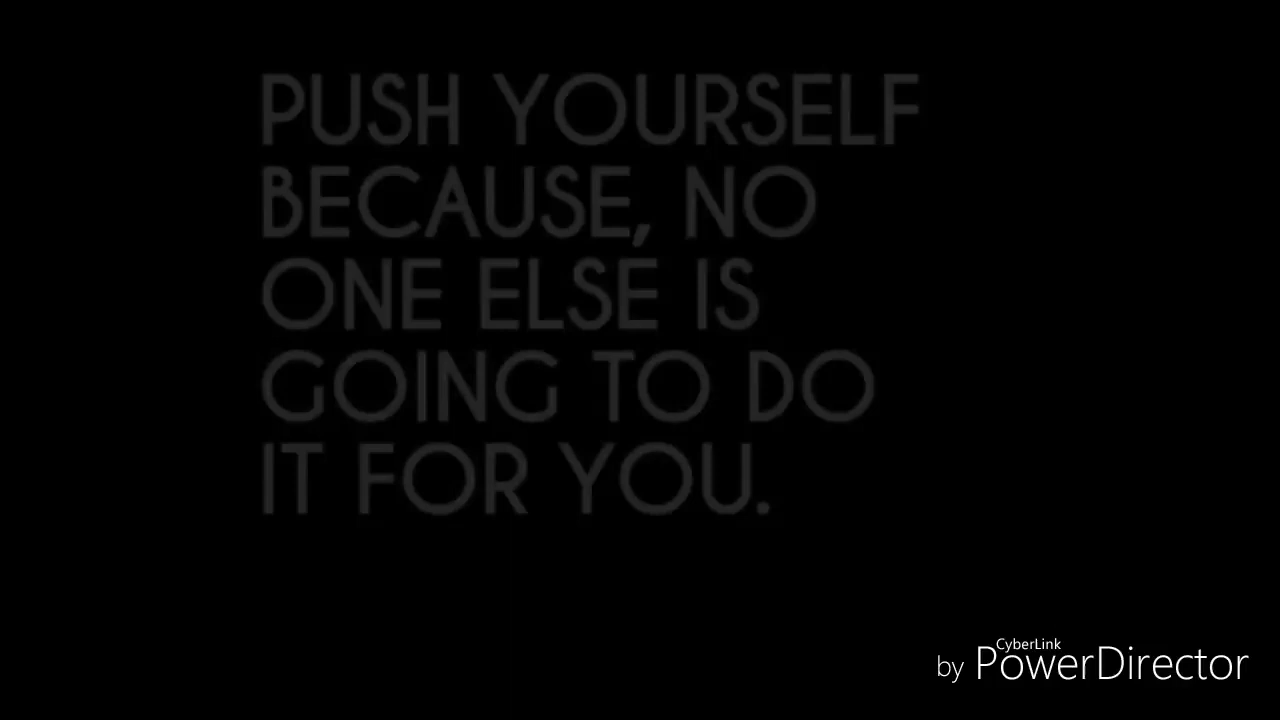 PUSH YOURSELF
BECAUSE, NO
ONE ELSE IS
GOING TO DO
IT FOR YOU.
CyberLink
by PowerDirector